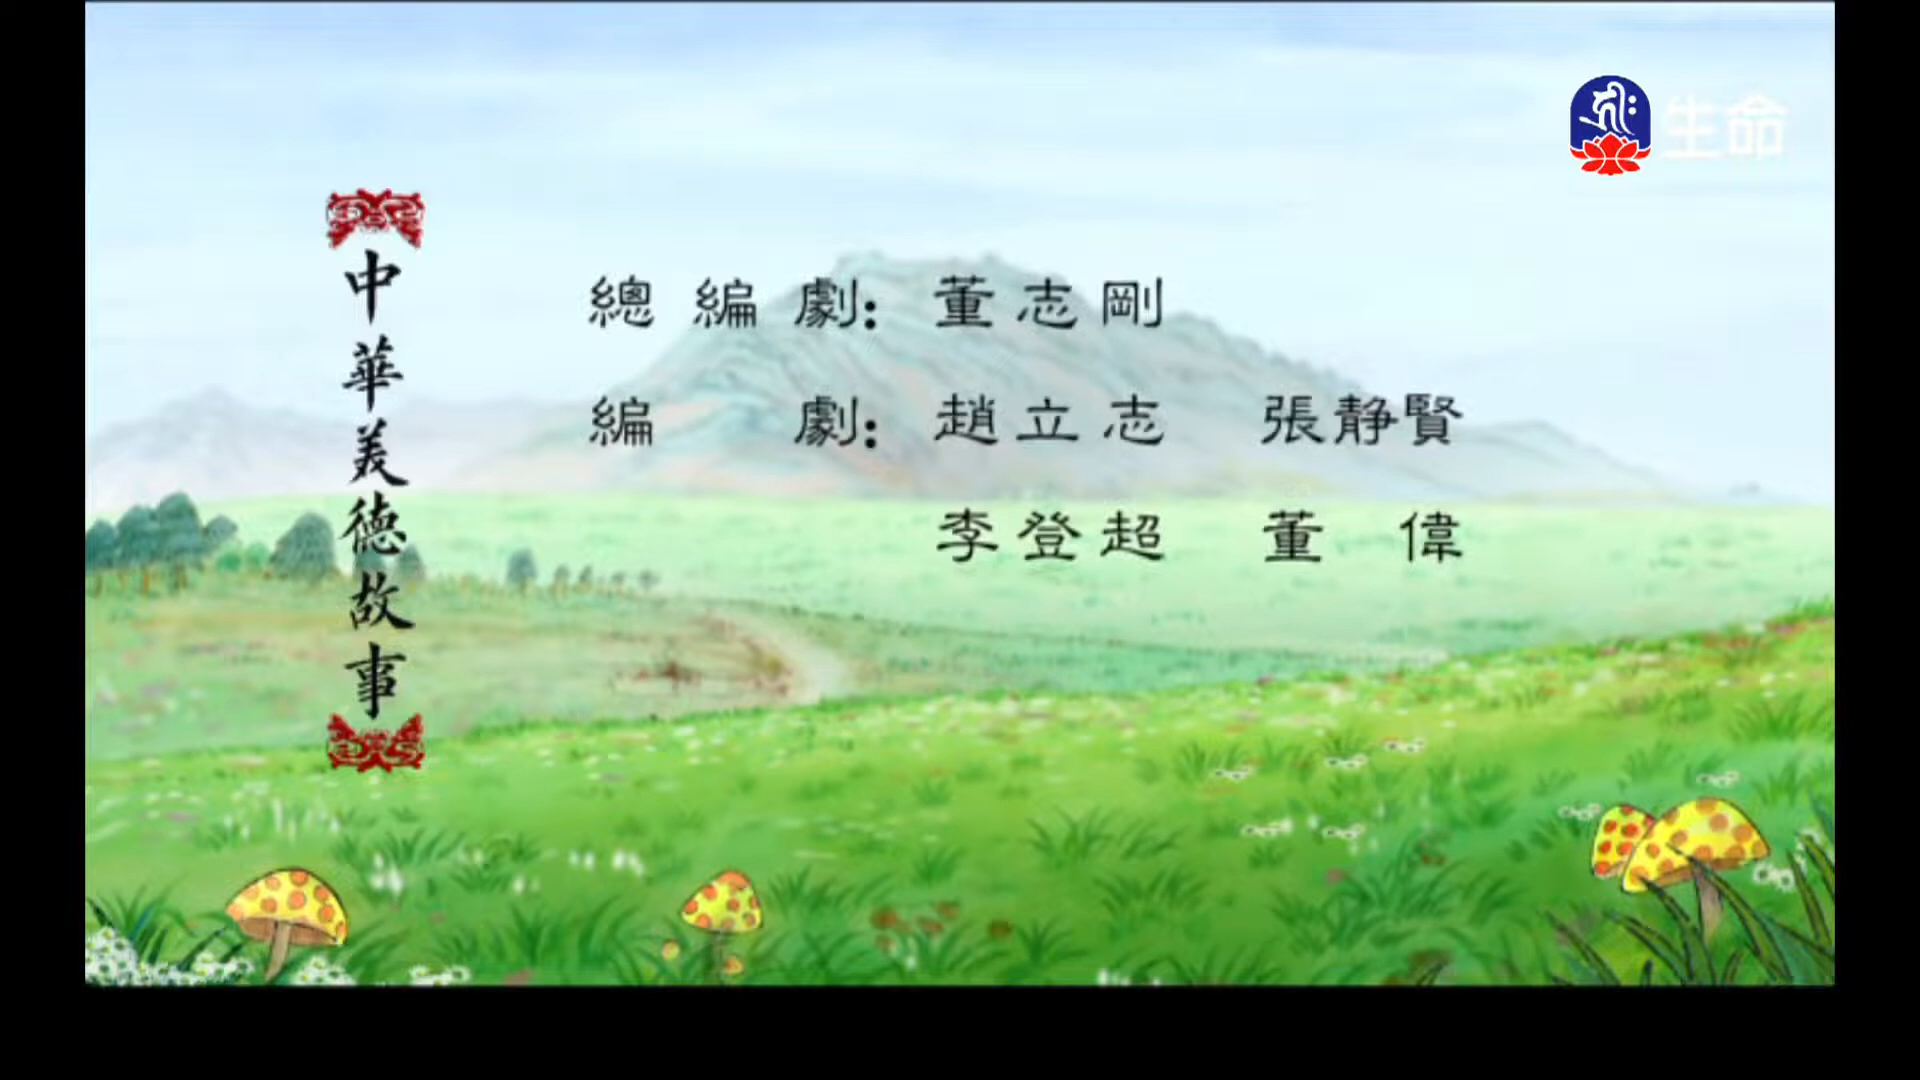 中華美德故事
總編劇：董志剛
編劇：趙立志 張静賢
李登超 董偉
生命